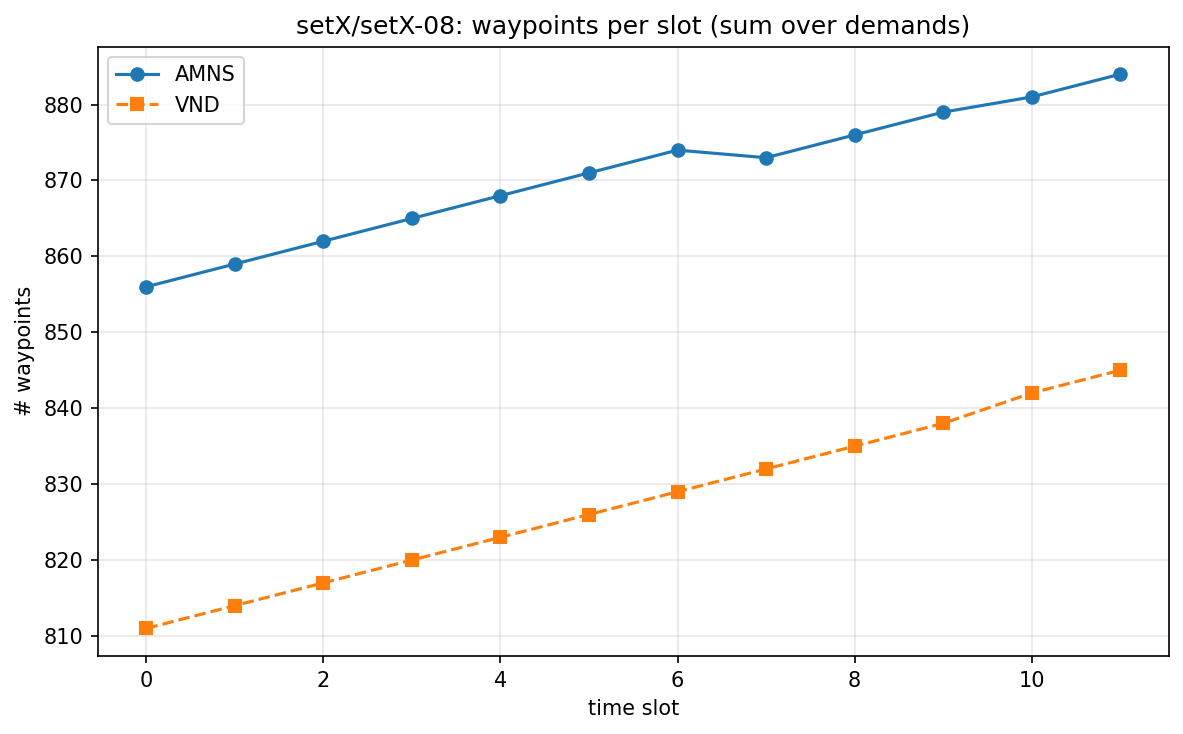 setX/setX-08: waypoints per slot (sum over demands)
AMNS
VND
# waypoints
880
870
860
850
840
830
820
810
0 2 4 6 8 10
time slot